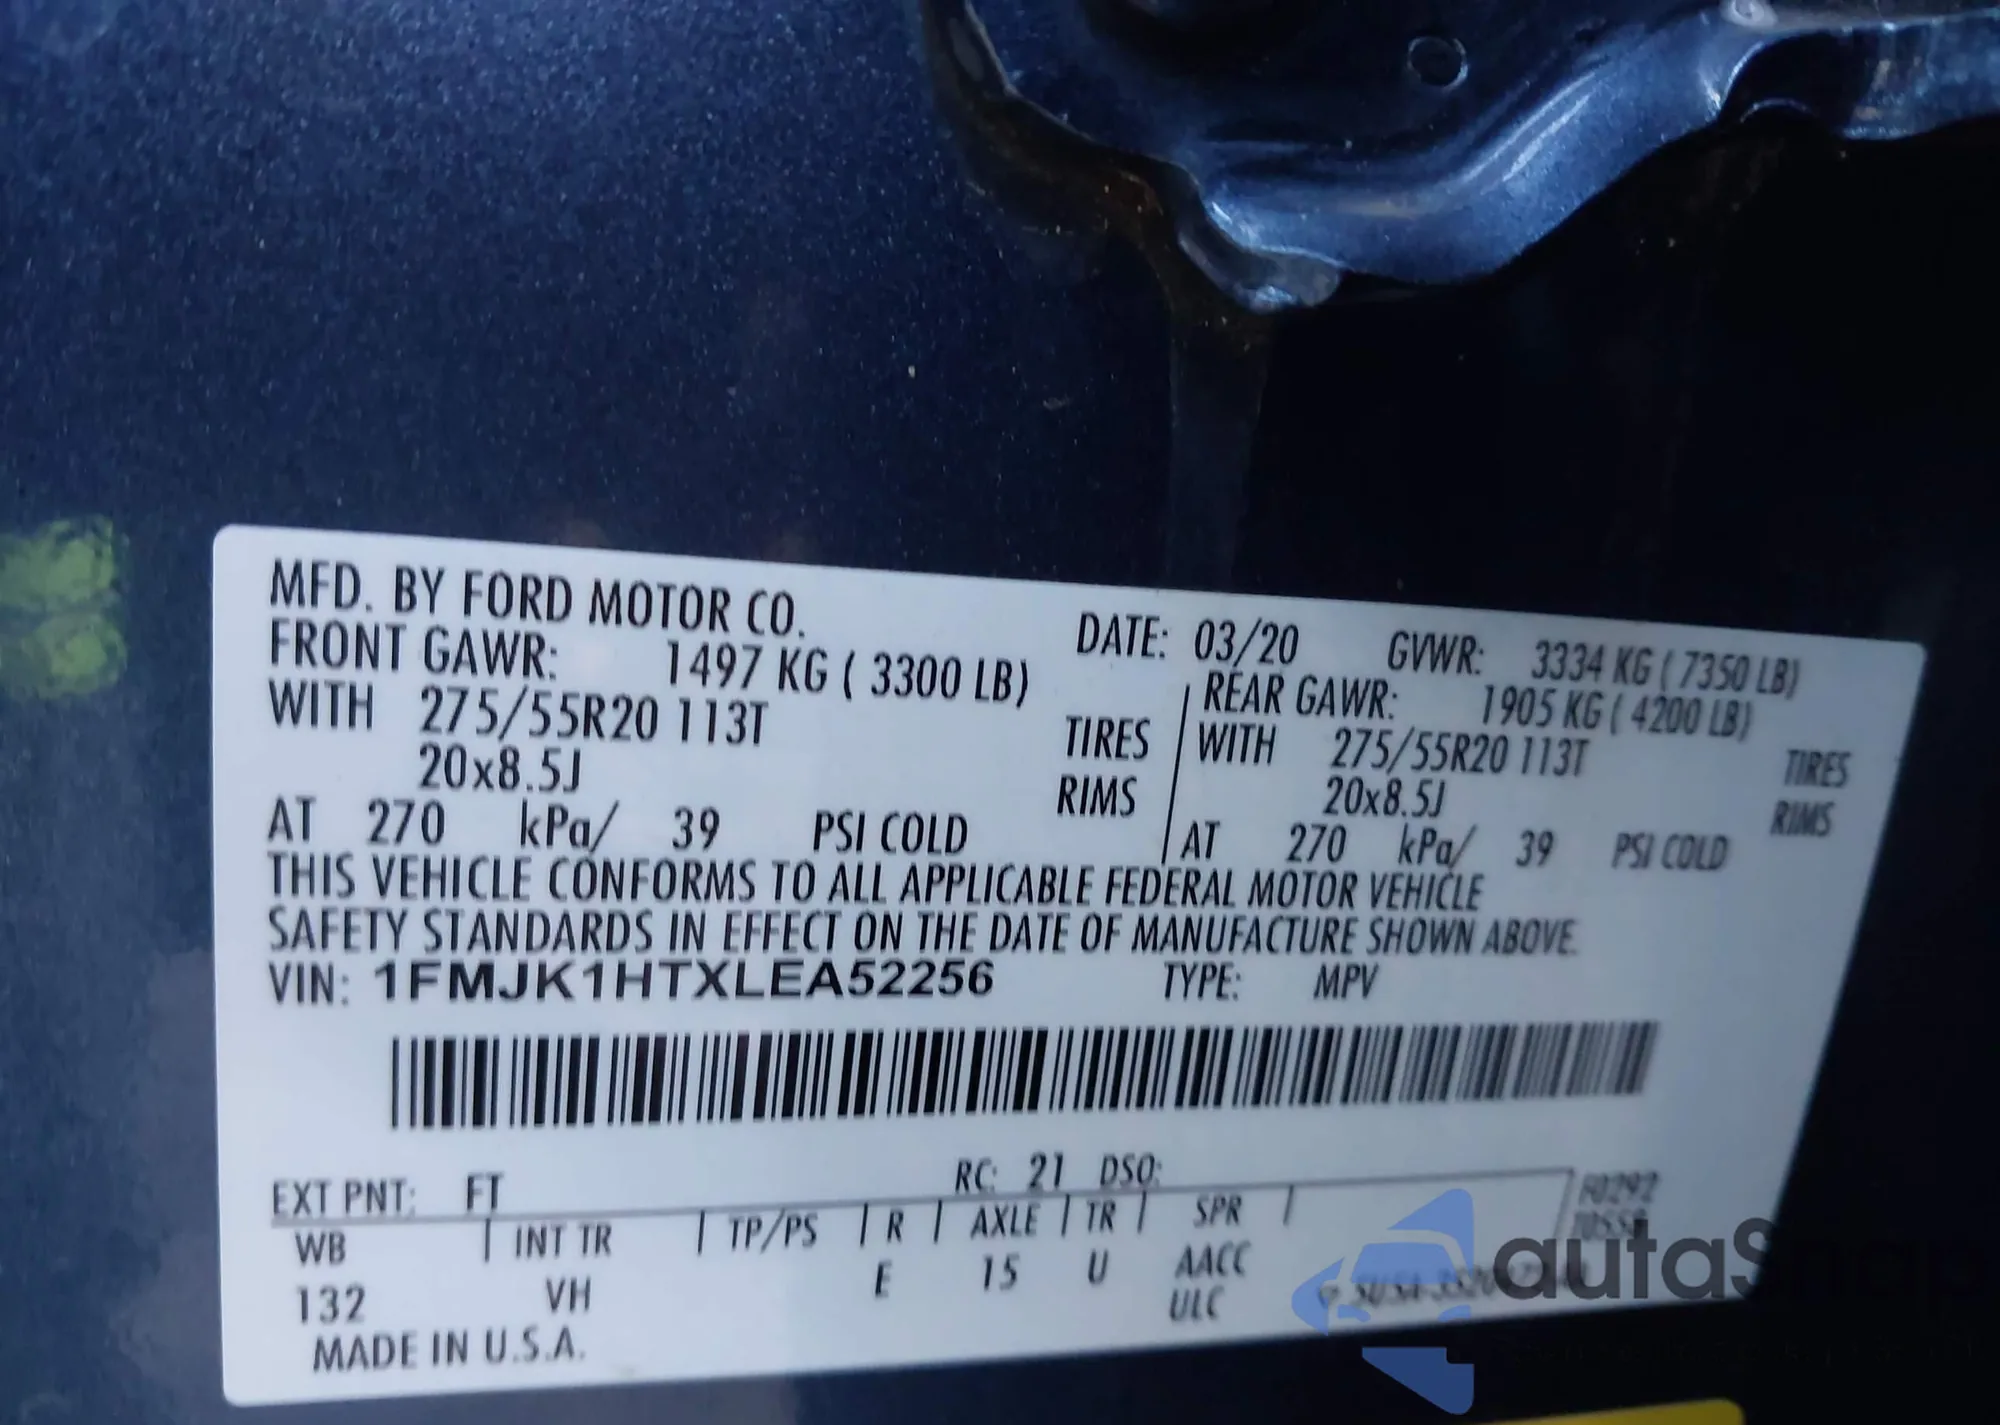 MFD. BY FORD MOTOR CO.
DATE: 03/20 GVWR: 3334 KG ( 7350 LB)
FRONT GAWR: 1497 KG ( 3300 LB)
REAR GAWR: 1905 KG ( 4200 LB)
WITH 275/55R20 113T TIRES
WITH 275/55R20 113T TIRES
20x8.5J RIMS
20x8.5J RIMS
AT 270 kPa/ 39 PSI COLD
AT 270 kPa/ 39 PSI COLD
THIS VEHICLE CONFORMS TO ALL APPLICABLE FEDERAL MOTOR VEHICLE
SAFETY STANDARDS IN EFFECT ON THE DATE OF MANUFACTURE SHOWN ABOVE.
VIN: 1FMJK1HTXLEA52256 TYPE: MPV
EXT PNT: FT RC: 21 DSO:
F0292
WB INT TR TP/PS R AXLE TR SPR
132 VH E 15 U AACC
ULC
MADE IN U.S.A.
autaSnap